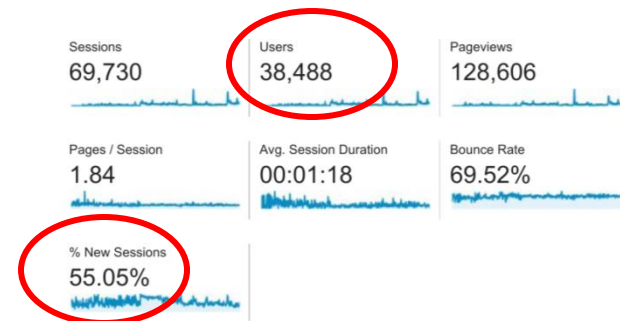 Sessions
69,730
Users
38,488
Pageviews
128,606
Pages / Session
1.84
Avg. Session Duration
00:01:18
Bounce Rate
69.52%
% New Sessions
55.05%